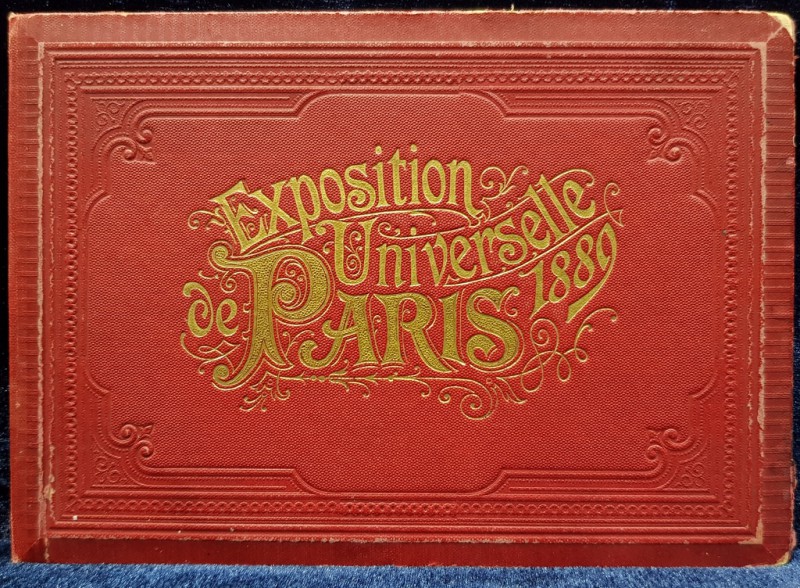 Exposition
Universelle
de PARIS 1889